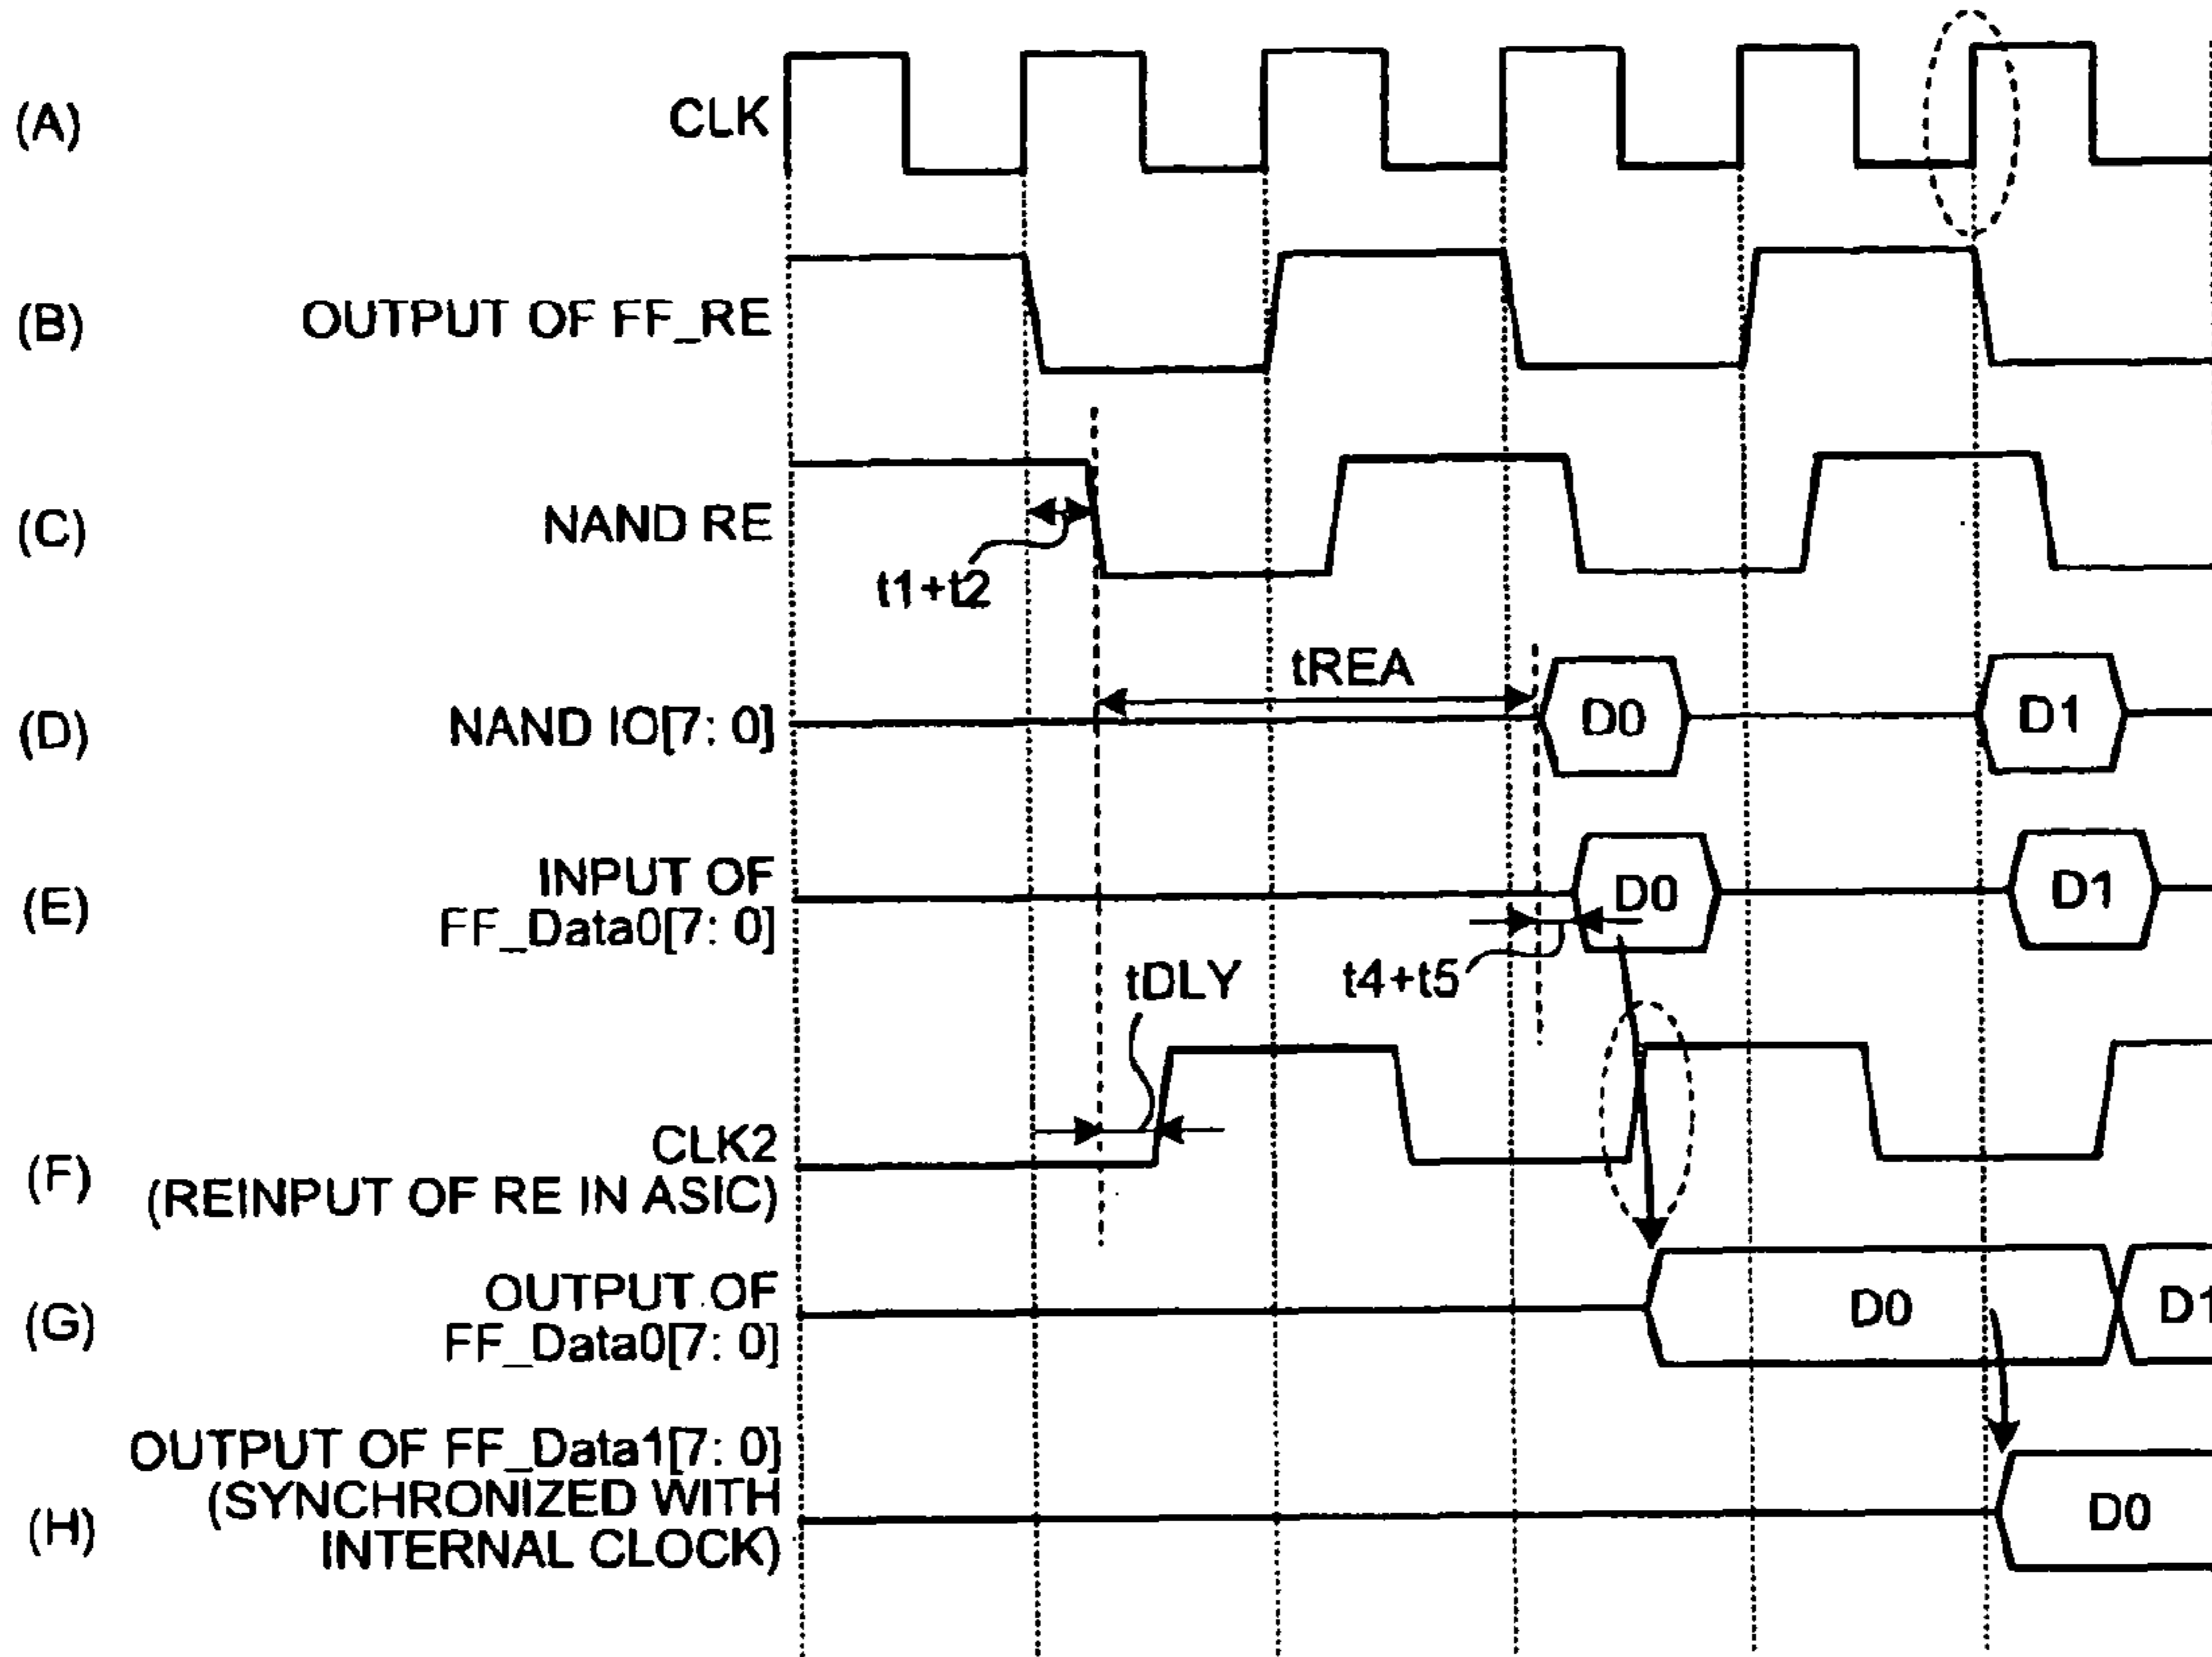 (A)
CLK
(B)
OUTPUT OF FF_RE
(C)
NAND RE
t1+t2
tREA
(D)
NAND IO[7: 0]
D0
D1
(E)
INPUT OF
FF_Data0[7: 0]
D0
D1
t4+t5
tDLY
(F)
CLK2
(REINPUT OF RE IN ASIC)
(G)
OUTPUT OF
FF_Data0[7: 0]
D0
D1
(H)
OUTPUT OF FF_Data1[7: 0]
(SYNCHRONIZED WITH
INTERNAL CLOCK)
D0